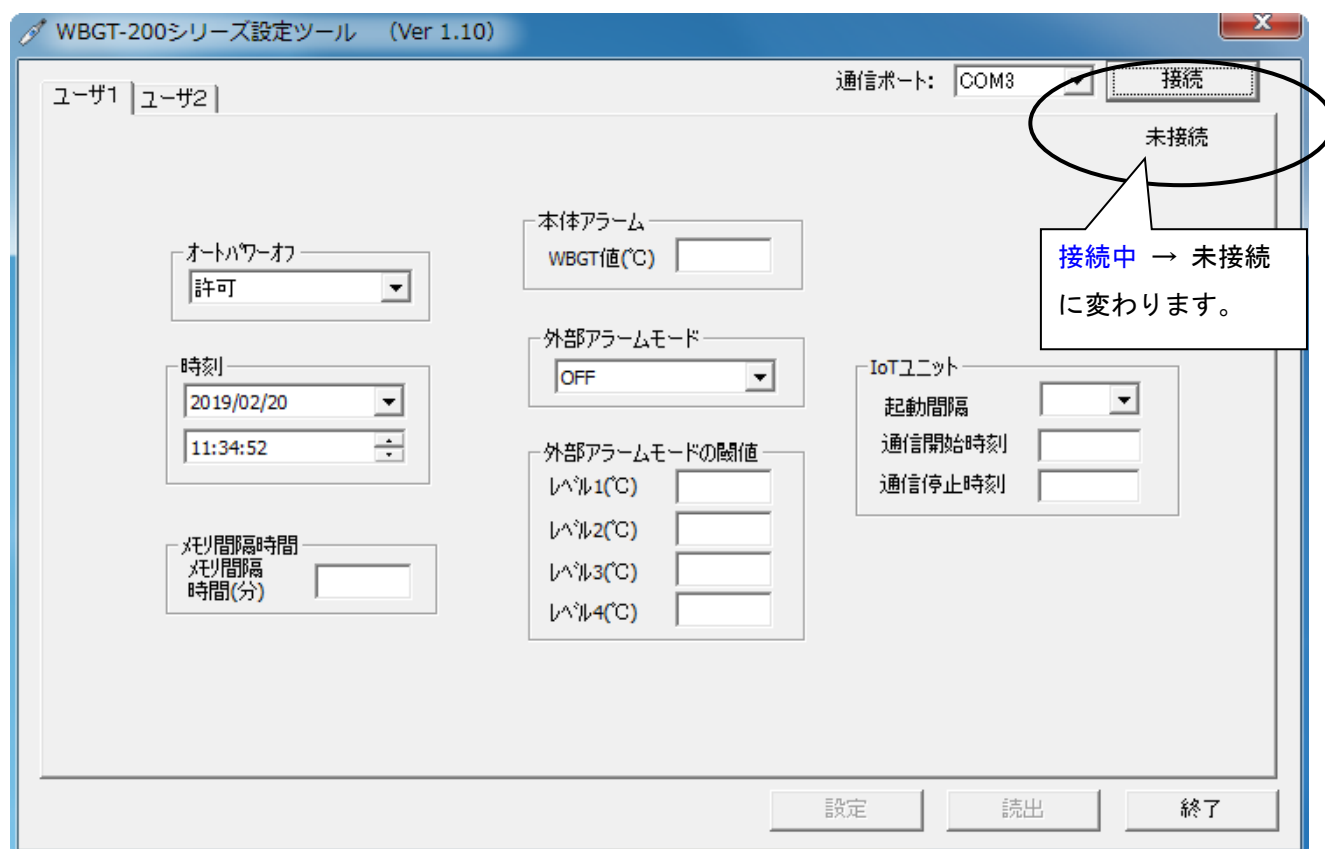 WBGT-200シリーズ設定ツール （Ver 1.10）
x
ユーザ1 ユーザ2
通信ポート: COM3 接続
未接続
接続中 → 未接続
に変わります。
オートパワーオフ
許可
時刻
2019/02/20
11:34:52
メモリ間隔時間
メモリ間隔
時間(分)
本体アラーム
WBGT値(℃)
外部アラームモード
OFF
外部アラームモードの閾値
レベル1(℃)
レベル2(℃)
レベル3(℃)
レベル4(℃)
IoTユニット
起動間隔
通信開始時刻
通信停止時刻
設定 読出 終了